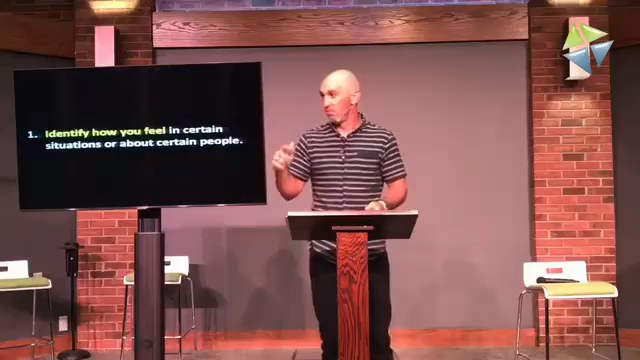 1. Identify how you feel in certain
situations or about certain people.